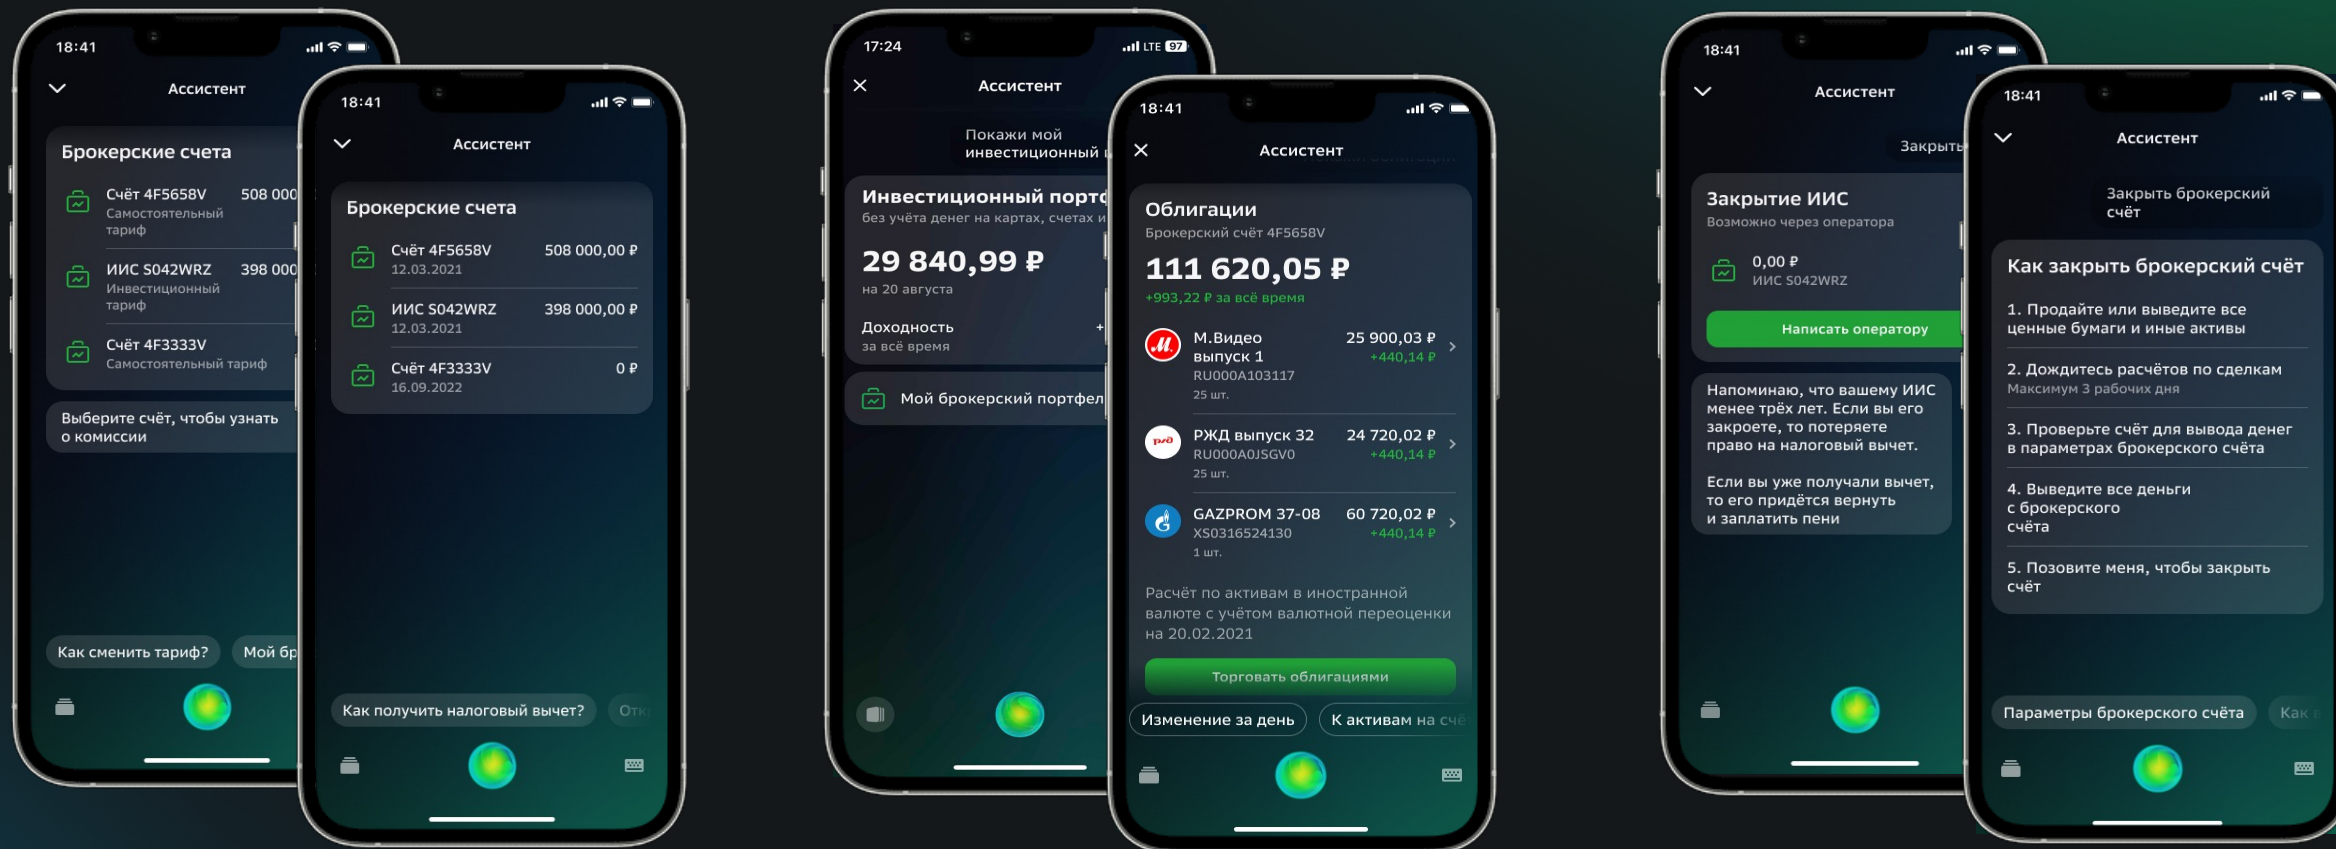 18:41
Ассистент
Брокерские счета
Счёт 4F5658V 508 000
Самостоятельный
тариф
ИИС S042WRZ 398 000
Инвестиционный
тариф
Счёт 4F3333V
Самостоятельный тариф
Выберите счёт, чтобы узнать
о комиссии
Как сменить тариф? Мой бр
18:41
Ассистент
Брокерские счета
Счёт 4F5658V 508 000,00 ₽
12.03.2021
ИИС S042WRZ 398 000,00 ₽
12.03.2021
Счёт 4F3333V 0 ₽
16.09.2022
Как получить налоговый вычет? Отк
17:24 LTE 97
Ассистент
Покажи мой
инвестиционный
Инвестиционный портф
без учёта денег на картах, счетах и
29 840,99 ₽
на 20 августа
Доходность +
за всё время
Мой брокерский портфел
18:41
Ассистент
Облигации
Брокерский счёт 4F5658V
111 620,05 ₽
+993,22 ₽ за всё время
М.Видео 25 900,03 ₽
выпуск 1 +440,14 ₽
RU000A103117
25 шт.
РЖД выпуск 32 24 720,02 ₽
RU000A0JSGV0 +440,14 ₽
25 шт.
GAZPROM 37-08 60 720,02 ₽
XS0316524130 +440,14 ₽
1 шт.
Расчёт по активам в иностранной
валюте с учётом валютной переоценки
на 20.02.2021
Торговать облигациями
Изменение за день К активам на счё
18:41
Ассистент
Закрыть
Закрытие ИИС
Возможно через оператора
0,00 ₽
ИИС S042WRZ
Написать оператору
Напоминаю, что вашему ИИС
менее трёх лет. Если вы его
закроете, то потеряете
право на налоговый вычет.
Если вы уже получали вычет,
то его придётся вернуть
и заплатить пени
18:41
Ассистент
Закрыть брокерский
счёт
Как закрыть брокерский счёт
1. Продайте или выведите все
ценные бумаги и иные активы
2. Дождитесь расчётов по сделкам
Максимум 3 рабочих дня
3. Проверьте счёт для вывода денег
в параметрах брокерского счёта
4. Выведите все деньги
с брокерского
счёта
5. Позовите меня, чтобы закрыть
счёт
Параметры брокерского счёта Как